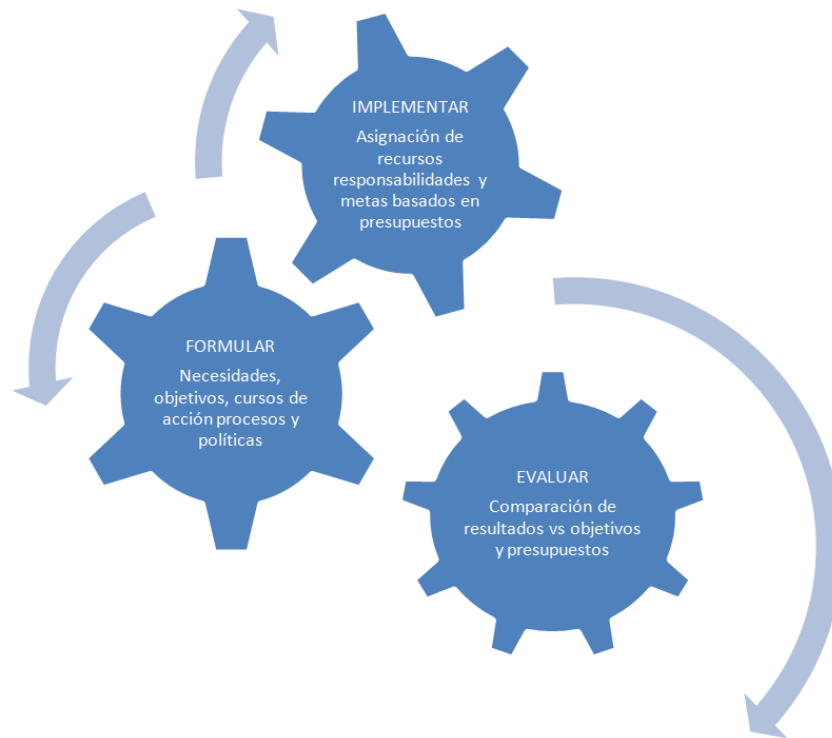 IMPLEMENTAR
Asignación de
recursos
responsabilidades y
metas basados en
presupuestos
FORMULAR
Necesidades,
objetivos, cursos de
acción procesos y
políticas
EVALUAR
Comparación de
resultados vs objetivos
y presupuestos